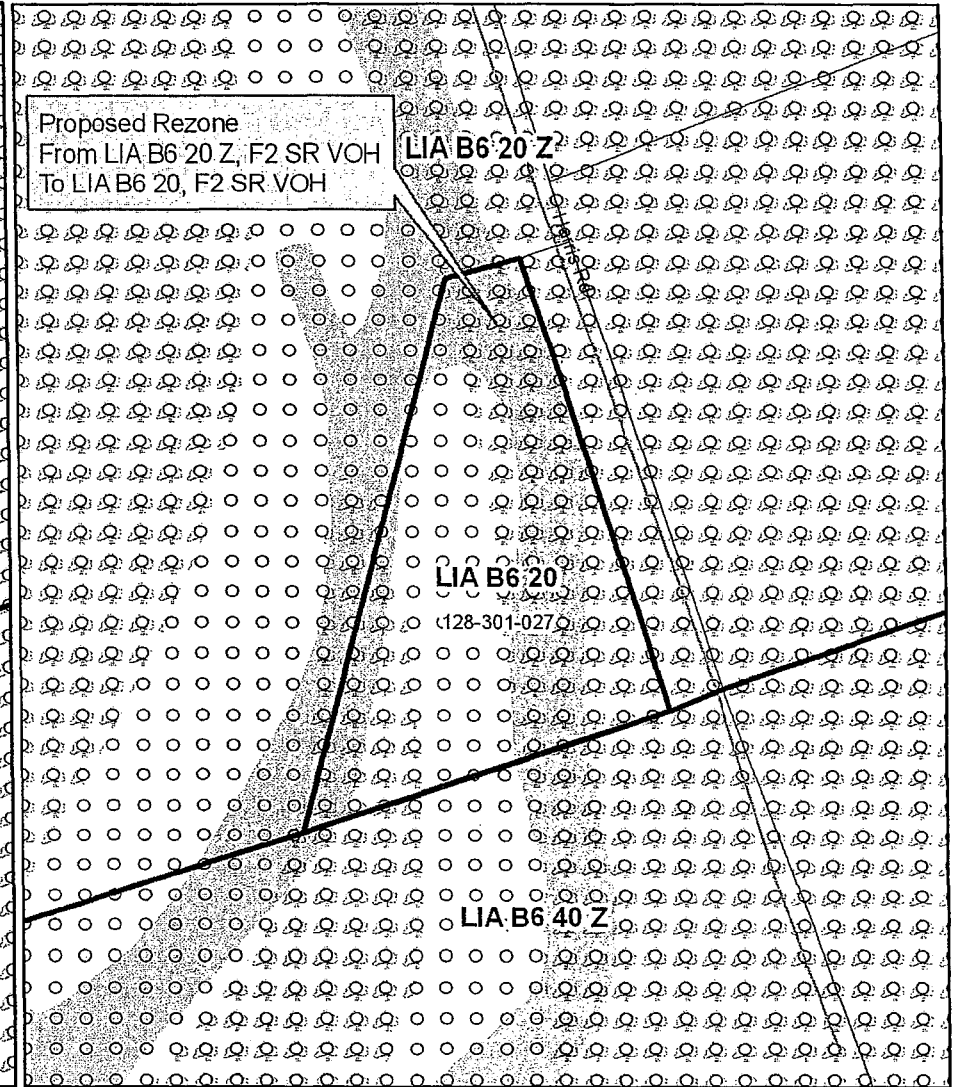 Proposed Rezone
From LIA B6 20 Z, F2 SR VOH
To LIA B6 20, F2 SR VOH
LIA B6 20 Z
LIA B6 20
128-301-027
LIA B6 40 Z